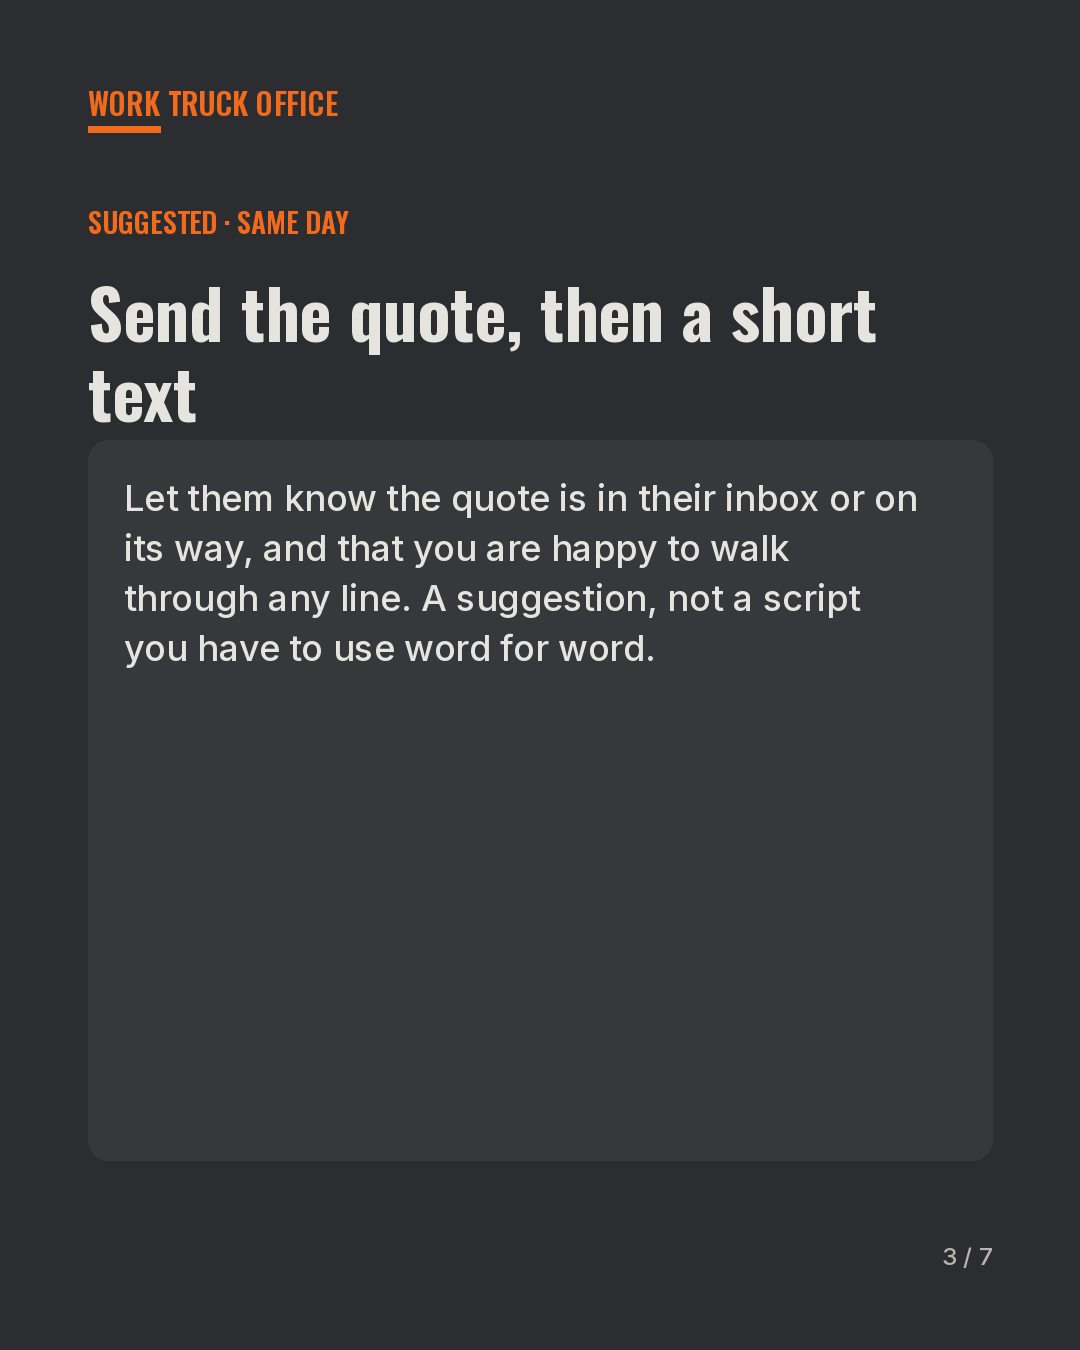 WORK TRUCK OFFICE
SUGGESTED · SAME DAY
Send the quote, then a short
text
Let them know the quote is in their inbox or on
its way, and that you are happy to walk
through any line. A suggestion, not a script
you have to use word for word.
3 / 7